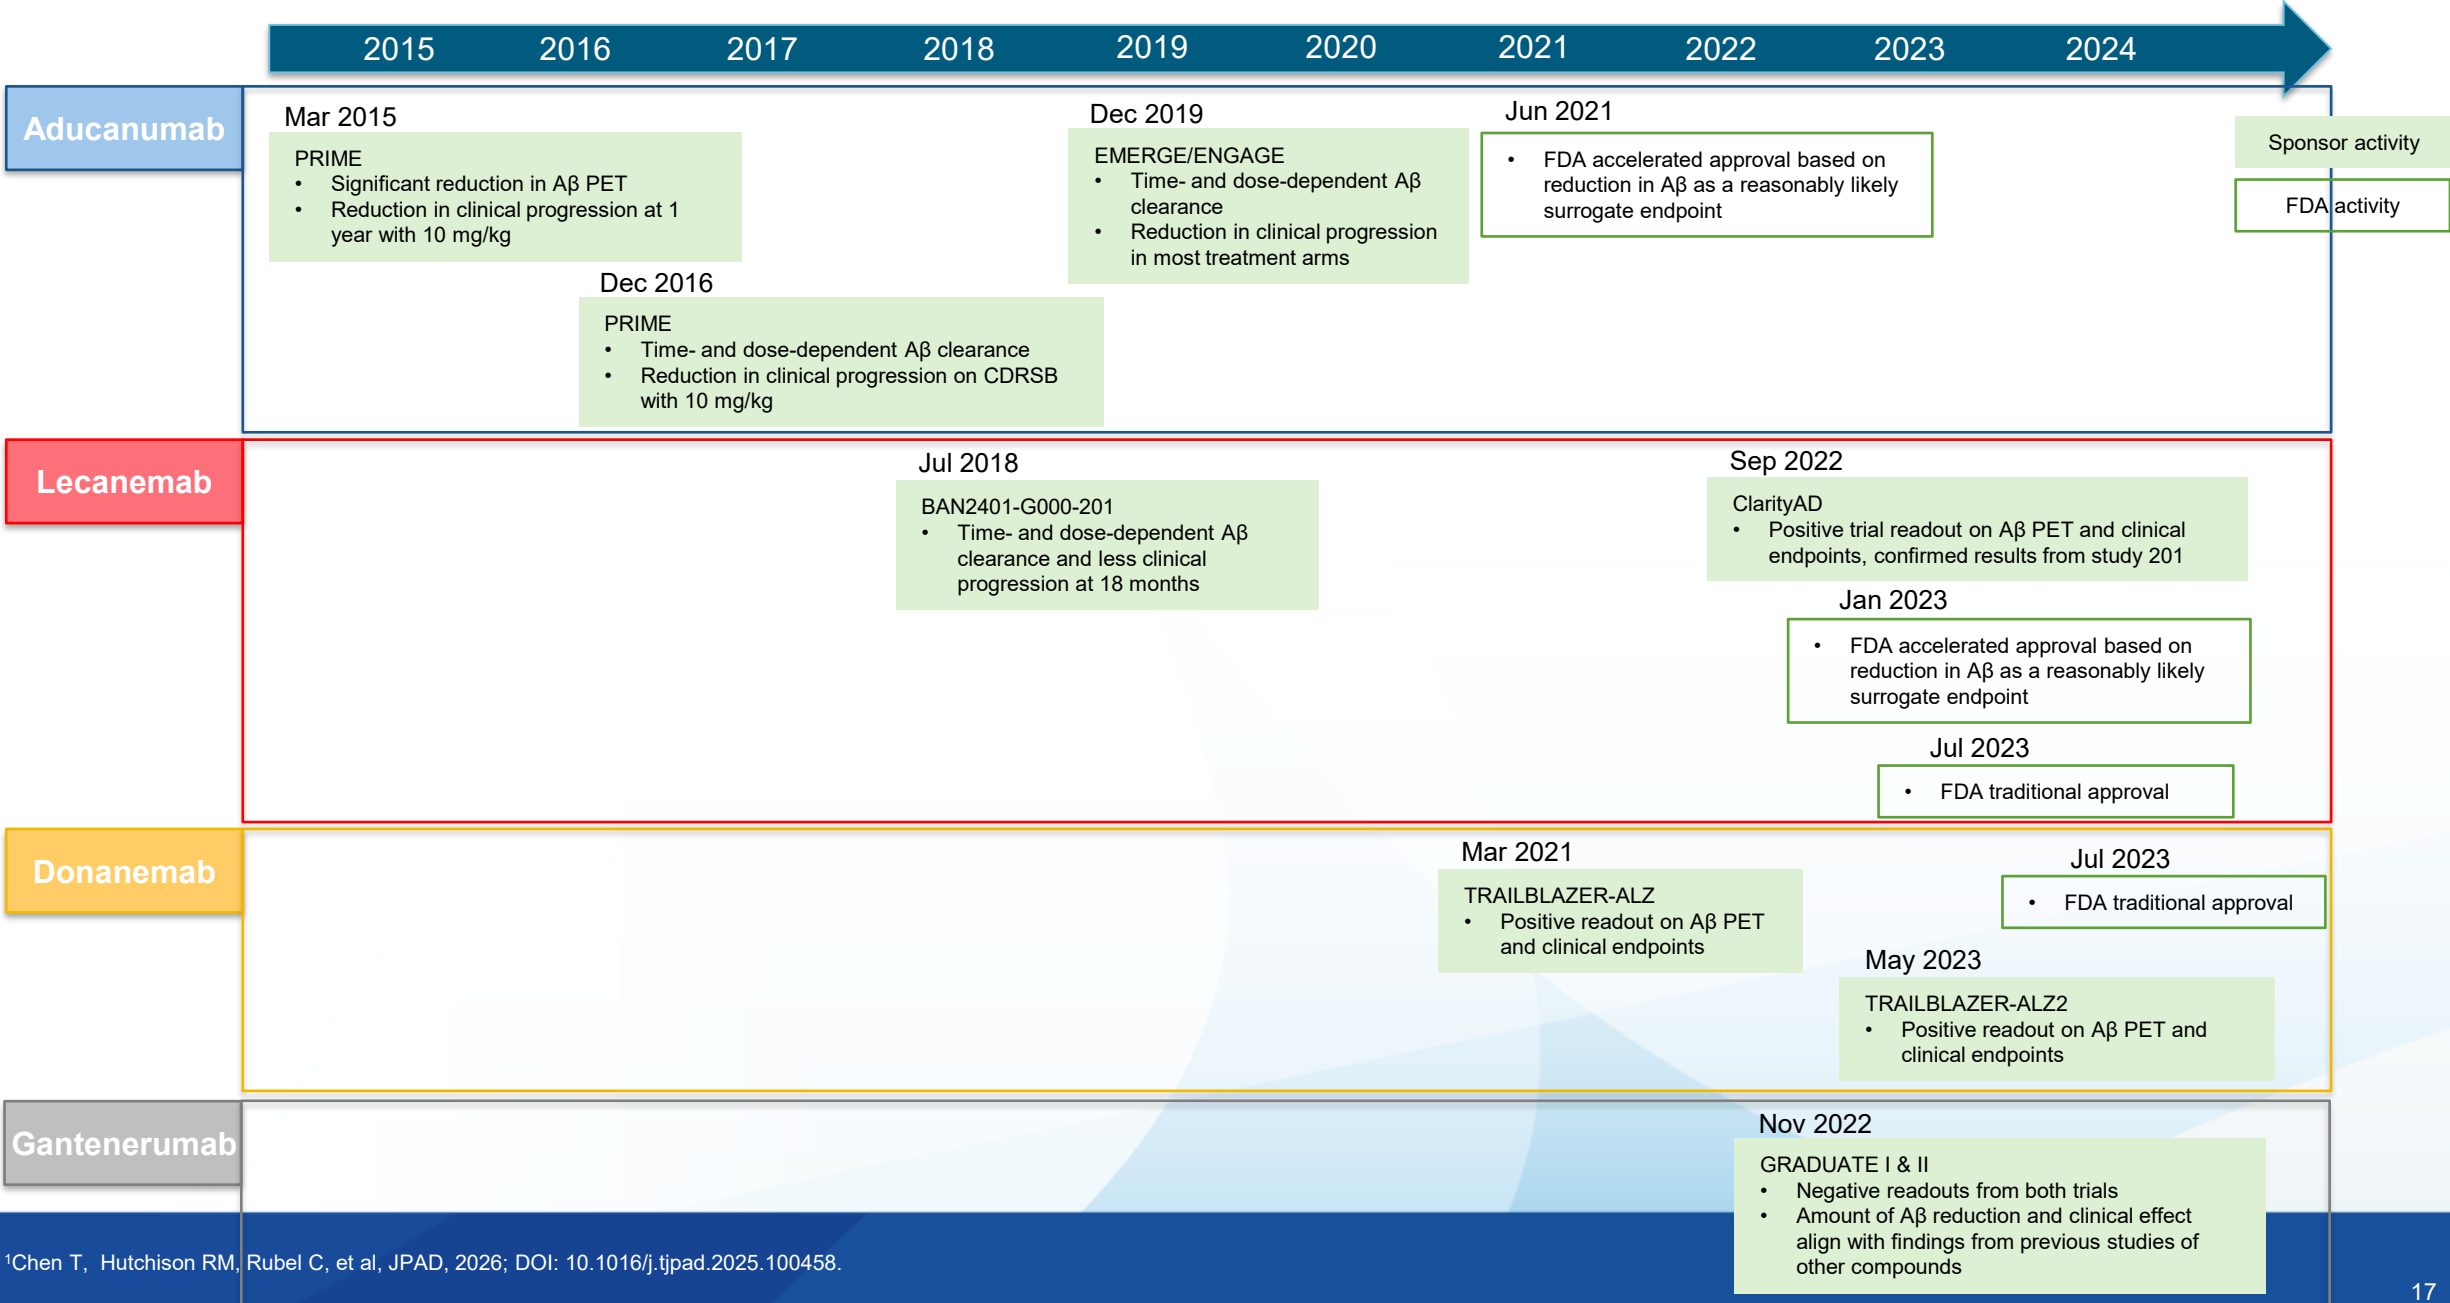 2015 2016 2017 2018 2019 2020 2021 2022 2023 2024
Sponsor activity
FDA activity
Aducanumab
Mar 2015
PRIME
• Significant reduction in Aβ PET
• Reduction in clinical progression at 1
year with 10 mg/kg
Dec 2016
PRIME
• Time- and dose-dependent Aβ clearance
• Reduction in clinical progression on CDRSB
with 10 mg/kg
Dec 2019
EMERGE/ENGAGE
• Time- and dose-dependent Aβ
clearance
• Reduction in clinical progression
in most treatment arms
Jun 2021
• FDA accelerated approval based on
reduction in Aβ as a reasonably likely
surrogate endpoint
Lecanemab
Jul 2018
BAN2401-G000-201
• Time- and dose-dependent Aβ
clearance and less clinical
progression at 18 months
Sep 2022
ClarityAD
• Positive trial readout on Aβ PET and clinical
endpoints, confirmed results from study 201
Jan 2023
• FDA accelerated approval based on
reduction in Aβ as a reasonably likely
surrogate endpoint
Jul 2023
• FDA traditional approval
Donanemab
Mar 2021
TRAILBLAZER-ALZ
• Positive readout on Aβ PET
and clinical endpoints
Jul 2023
• FDA traditional approval
May 2023
TRAILBLAZER-ALZ2
• Positive readout on Aβ PET and
clinical endpoints
Gantenerumab
Nov 2022
GRADUATE I & II
• Negative readouts from both trials
• Amount of Aβ reduction and clinical effect
align with findings from previous studies of
other compounds
¹Chen T, Hutchison RM, Rubel C, et al, JPAD, 2026; DOI: 10.1016/j.tjpad.2025.100458.
17